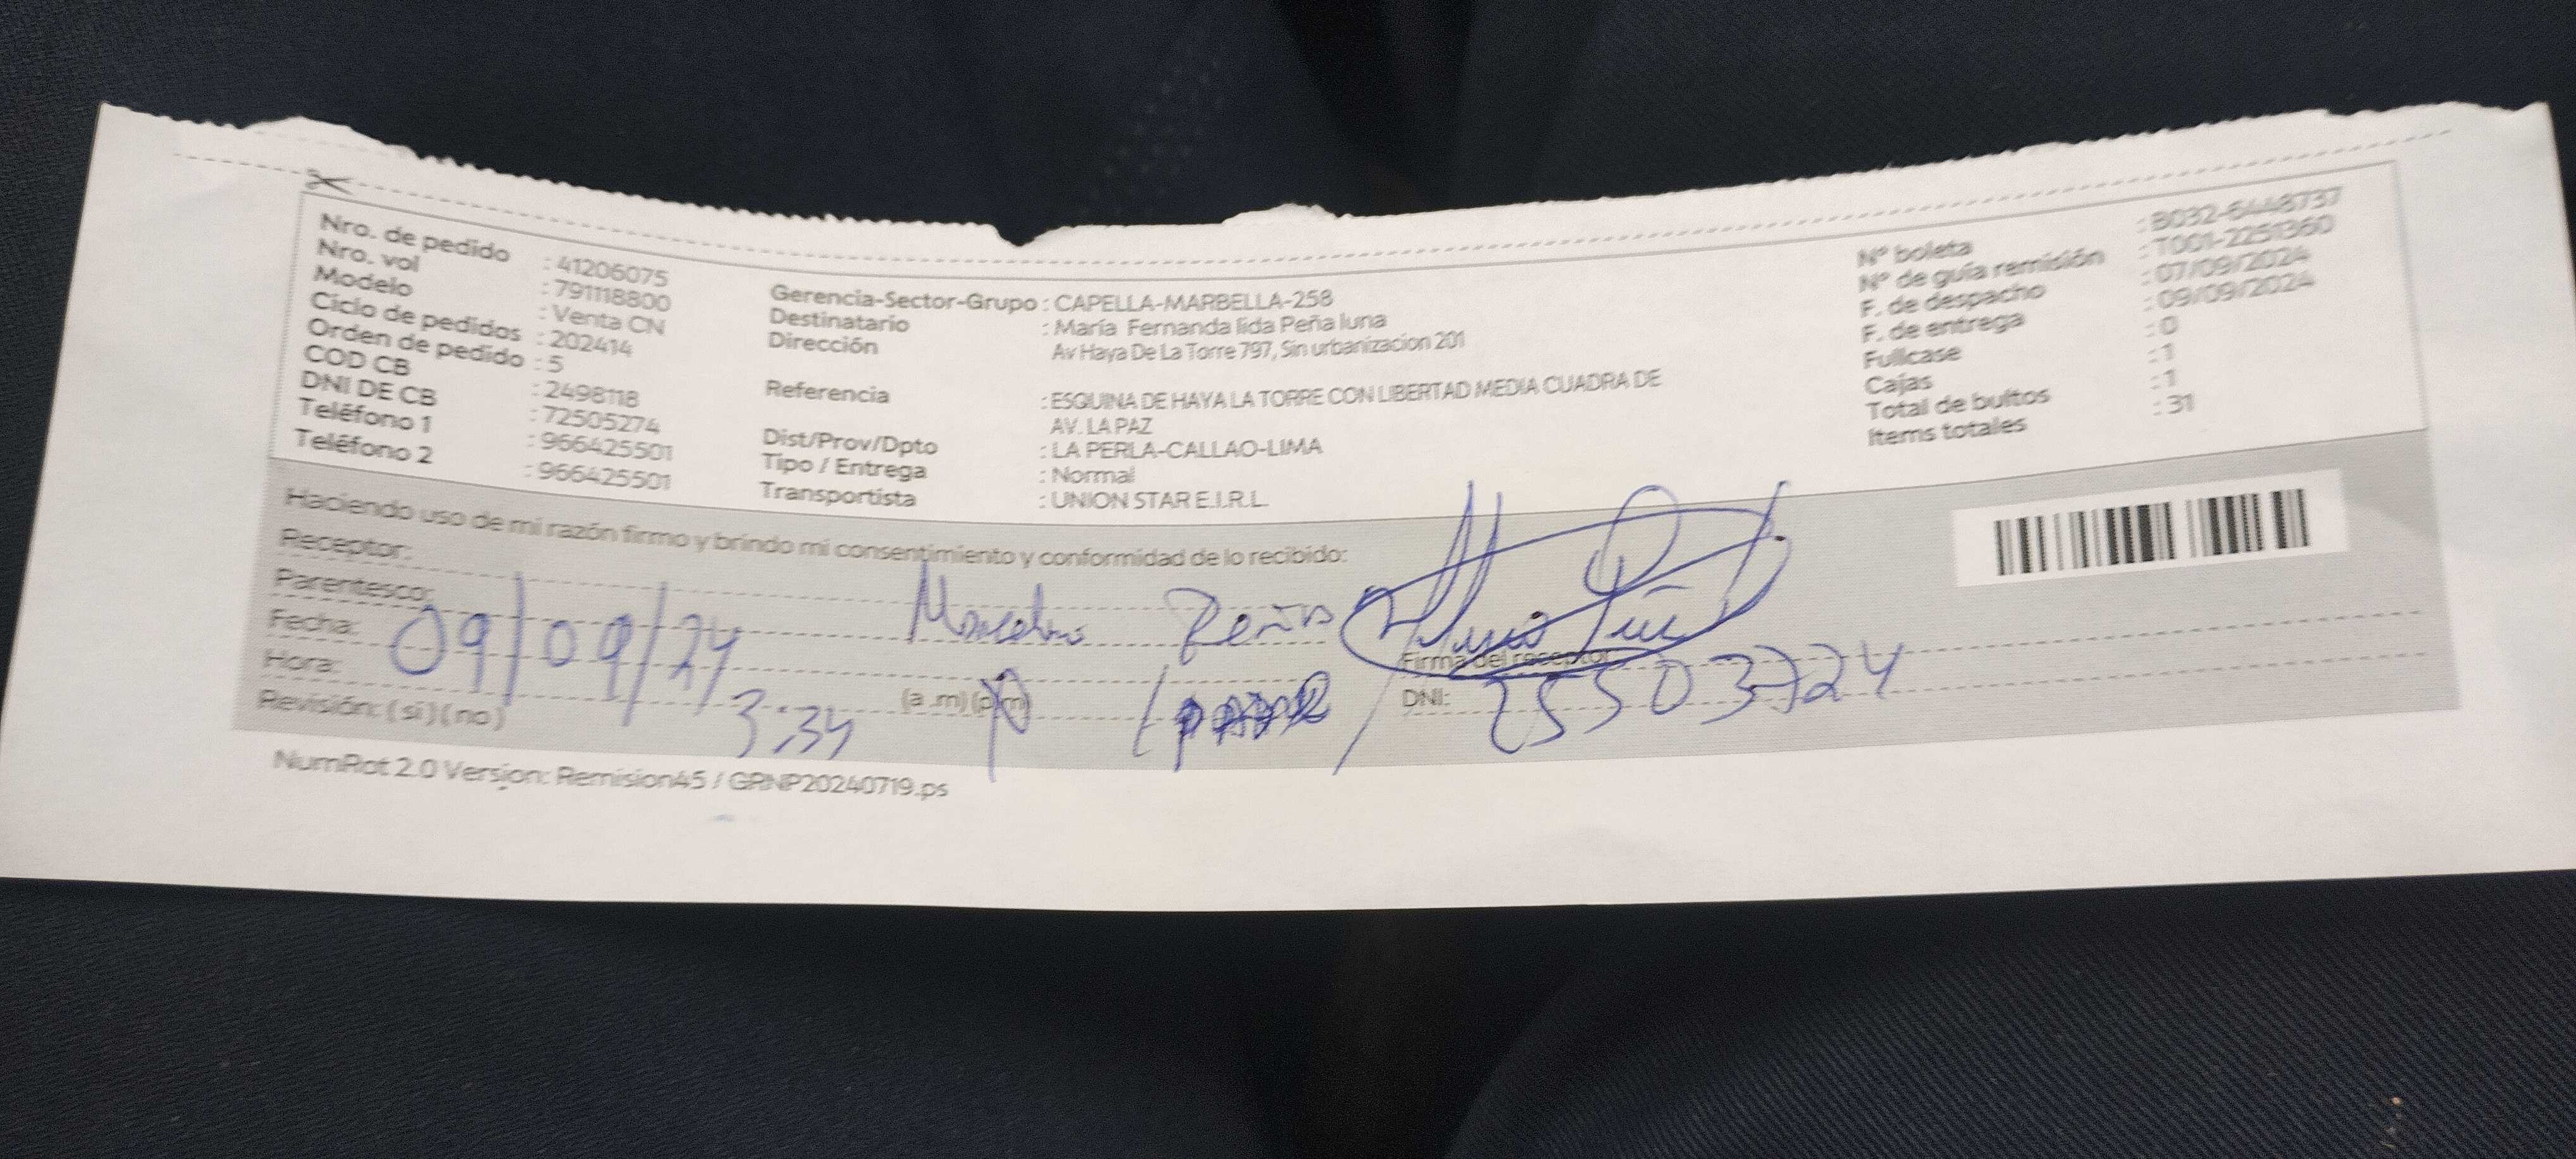 Nro. de pedido : 41206075
Nro. vol : 791118800
Modelo : Venta CN
Ciclo de pedidos : 202414
Orden de pedido : 5
COD CB : 2498118
DNI DE CB : 72505274
Teléfono 1 : 966425501
Teléfono 2 : 966425501
Gerencia-Sector-Grupo : CAPELLA-MARBELLA-258
Destinatario : María Fernanda lida Peña luna
Dirección Av Haya De La Torre 797, Sin urbanizacion 201
Referencia : ESQUINA DE HAYA LA TORRE CON LIBERTAD MEDIA CUADRA DE
AV. LA PAZ
Dist/Prov/Dpto : LA PERLA-CALLAO-LIMA
Tipo / Entrega : Normal
Transportista : UNION STAR E.I.R.L.
Nº boleta : B032-6448737
Nº de guía remisión : T001-2251360
F. de despacho : 07/09/2024
F. de entrega : 09/09/2024
Fullcase : 0
Cajas : 1
Total de bultos : 1
Items totales : 31
Haciendo uso de mi razón firmo y brindo mi consentimiento y conformidad de lo recibido:
Receptor:
Parentesco: Peña
Fecha: 09/09/24
Firma del receptor
Hora: 3:34 (a .m) (p.m)
DNI: 25503724
Revisión: ( si ) ( no )
NumRot 2.0 Version: Remision45 / GRNP20240719.ps